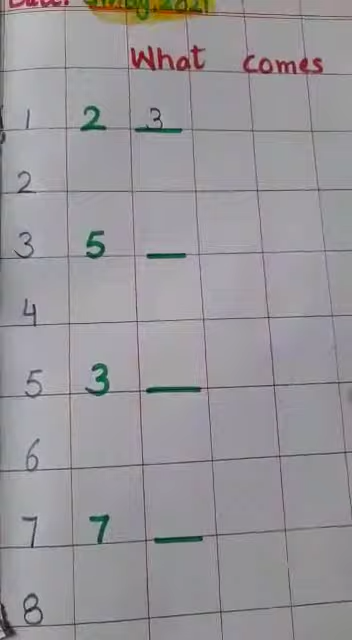 What comes
1 2 3
2
3 5 __
4
5 3 __
6
7 7 __
8